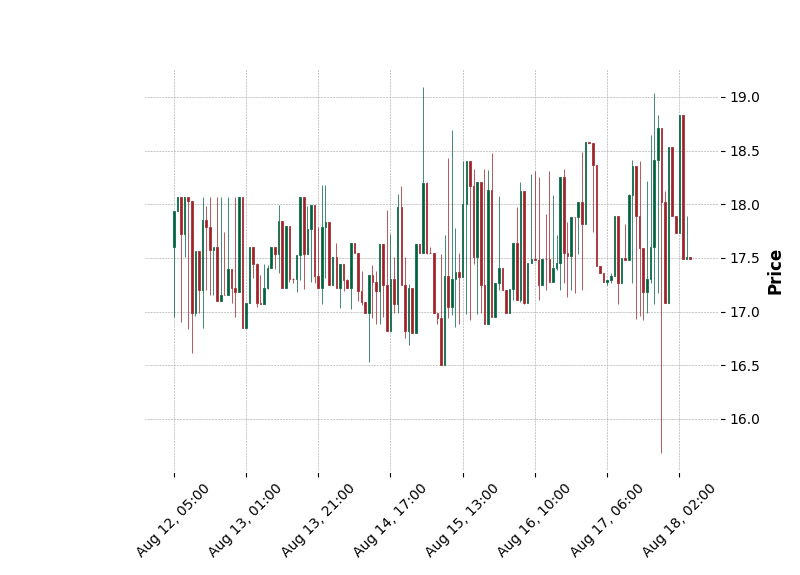 19.0
18.5
18.0
17.5
17.0
16.5
16.0
Price
Aug 12, 05:00
Aug 13, 01:00
Aug 13, 21:00
Aug 14, 17:00
Aug 15, 13:00
Aug 16, 10:00
Aug 17, 06:00
Aug 18, 02:00